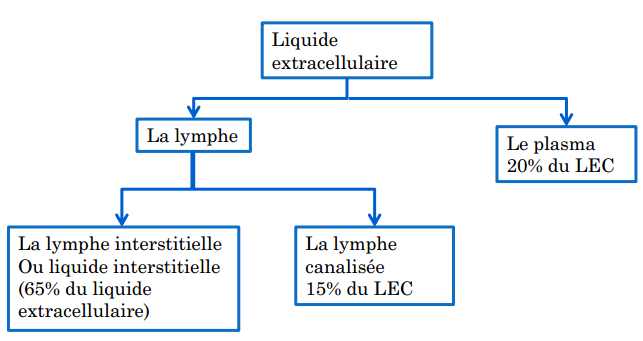 Liquide
extracellulaire
La lymphe
Le plasma
20% du LEC
La lymphe interstitielle
Ou liquide interstitielle
(65% du liquide
extracellulaire)
La lymphe
canalisée
15% du LEC